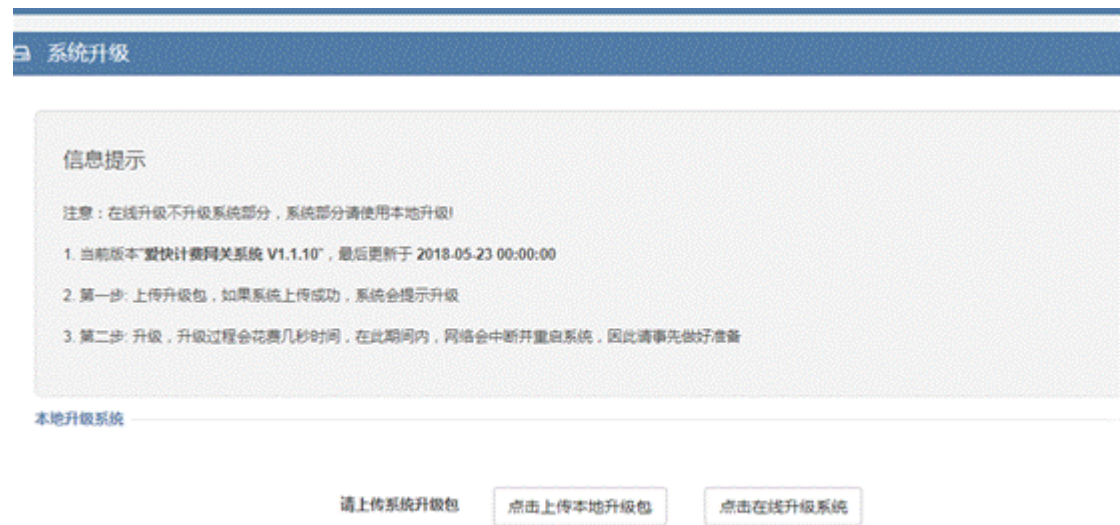 系统升级
信息提示
注意：在线升级不升级系统部分，系统部分请使用本地升级!
1. 当前版本"爱快计费网关系统 V1.1.10"，最后更新于 2018-05-23 00:00:00
2. 第一步: 上传升级包，如果系统上传成功，系统会提示升级
3. 第二步: 升级，升级过程会花费几秒时间，在此期间内，网络会中断并重启系统，因此请事先做好准备
本地升级系统
请上传系统升级包 点击上传本地升级包 点击在线升级系统